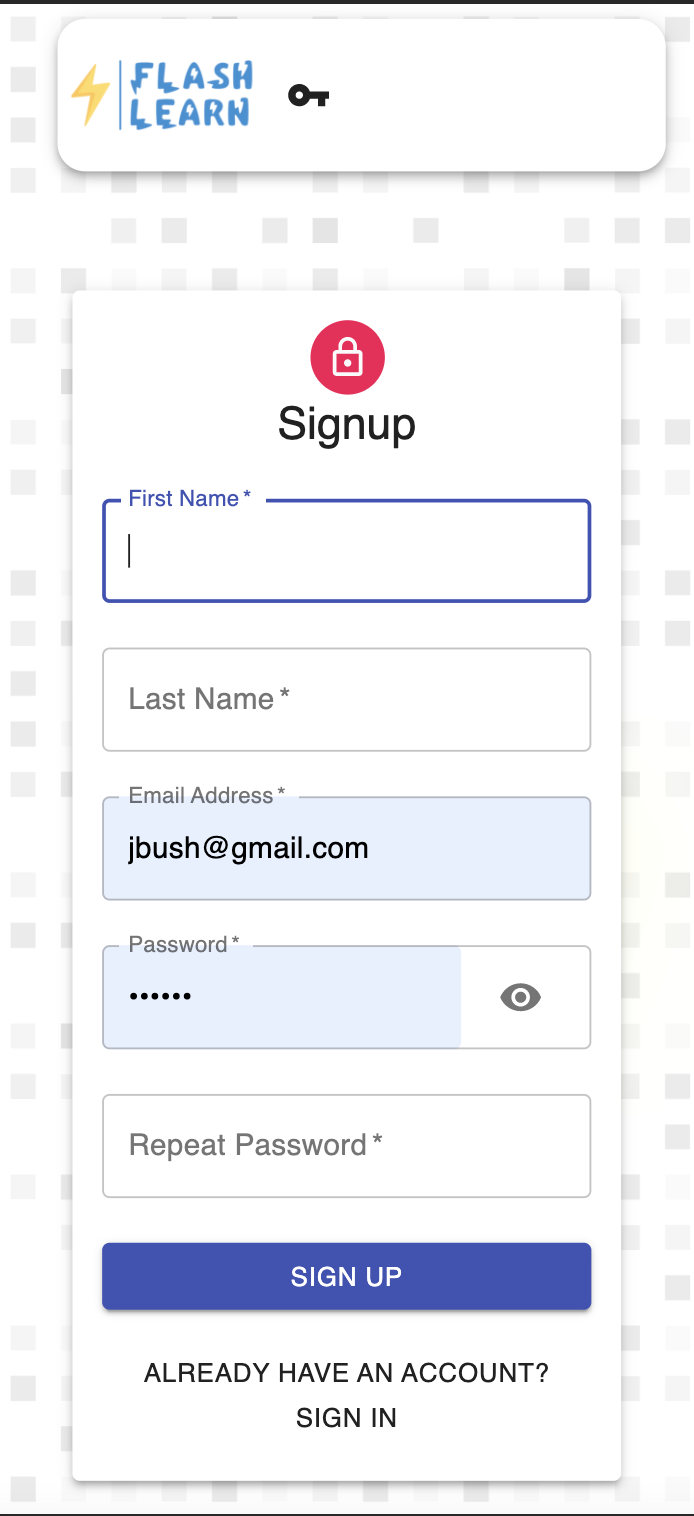 FLASH
LEARN
Signup
First Name *
Last Name *
Email Address *
jbush@gmail.com
Password *
••••••
Repeat Password *
SIGN UP
ALREADY HAVE AN ACCOUNT?
SIGN IN